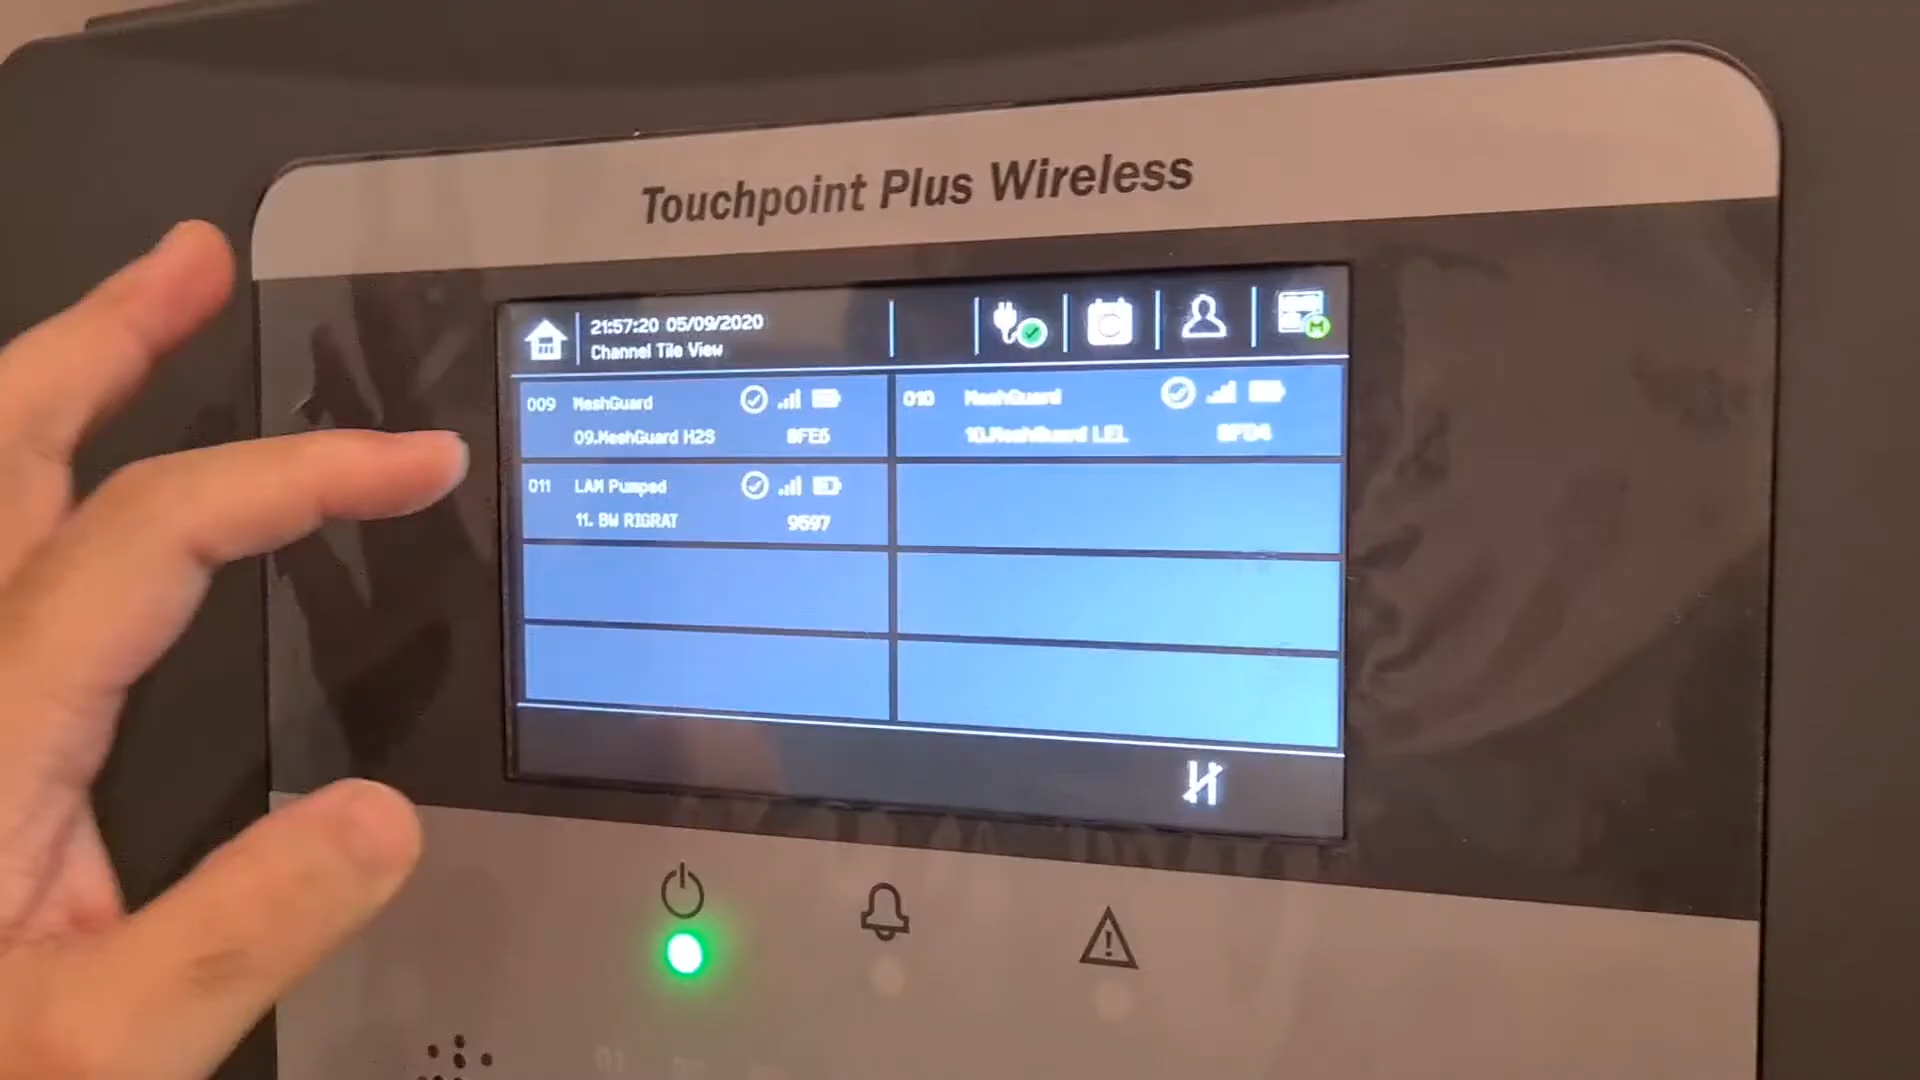 Touchpoint Plus Wireless
21:57:20 05/09/2020
Channel Tile View
009 MeshGuard
09.MeshGuard H2S 0FE6
010 MeshGuard
10.MeshGuard LEL
011 LAM Pumped
11. BW RIGRAT 9597